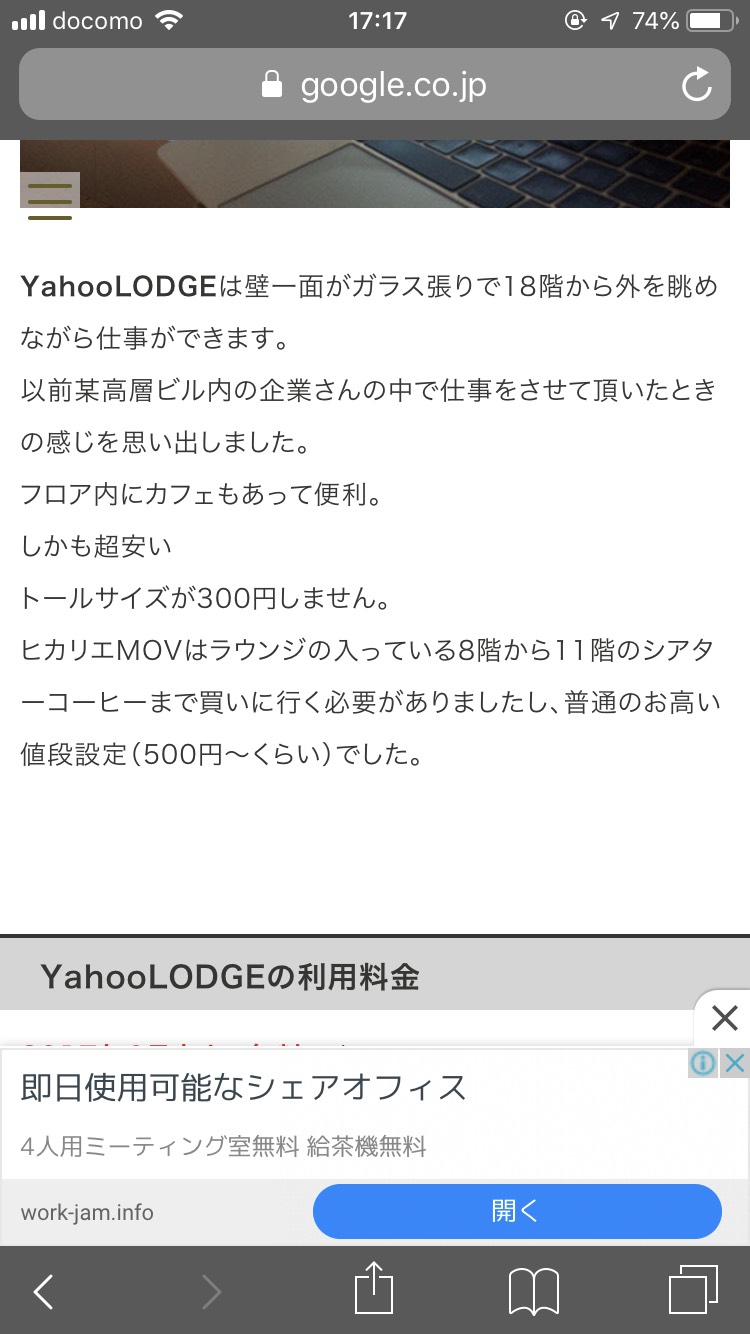 docomo 17:17 74%
google.co.jp
YahooLODGEは壁一面がガラス張りで18階から外を眺め
ながら仕事ができます。
以前某高層ビル内の企業さんの中で仕事をさせて頂いたとき
の感じを思い出しました。
フロア内にカフェもあって便利。
しかも超安い
トールサイズが300円しません。
ヒカリエMOVはラウンジの入っている8階から11階のシアタ
ーコーヒーまで買いに行く必要がありましたし、普通のお高い
値段設定（500円〜くらい）でした。
YahooLODGEの利用料金
即日使用可能なシェアオフィス
4人用ミーティング室無料 給茶機無料
work-jam.info
開く